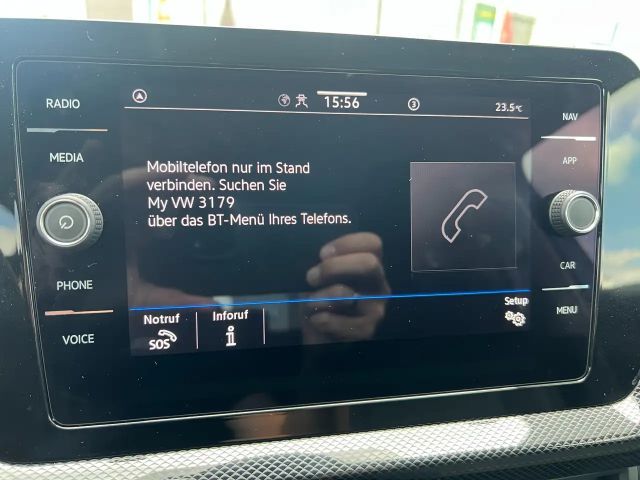 RADIO
MEDIA
PHONE
VOICE
15:56
3
23.5°C
Mobiltelefon nur im Stand
verbinden. Suchen Sie
My VW 3179
über das BT-Menü Ihres Telefons.
Notruf
SOS
Inforuf
i
Setup
NAV
APP
CAR
MENU